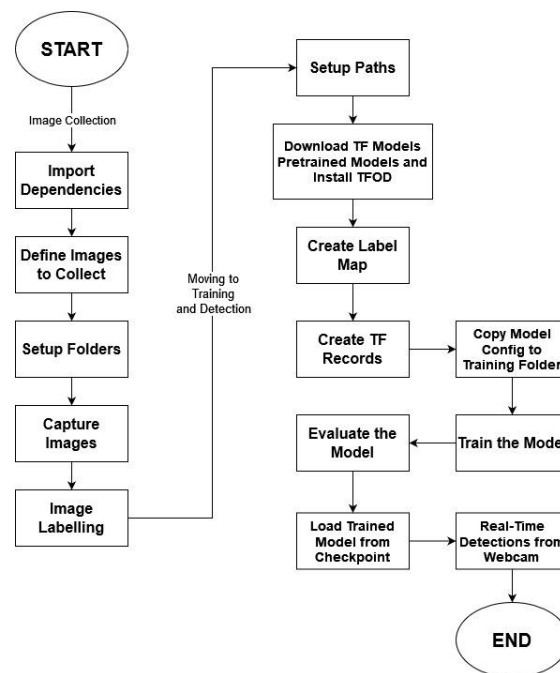 START
Image Collection
Import
Dependencies
Define Images
to Collect
Setup Folders
Capture
Images
Image
Labelling
Moving to
Training
and Detection
Setup Paths
Download TF Models
Pretrained Models and
Install TFOD
Create Label
Map
Create TF
Records
Copy Model
Config to
Training Folder
Train the Model
Evaluate the
Model
Load Trained
Model from
Checkpoint
Real-Time
Detections from
Webcam
END